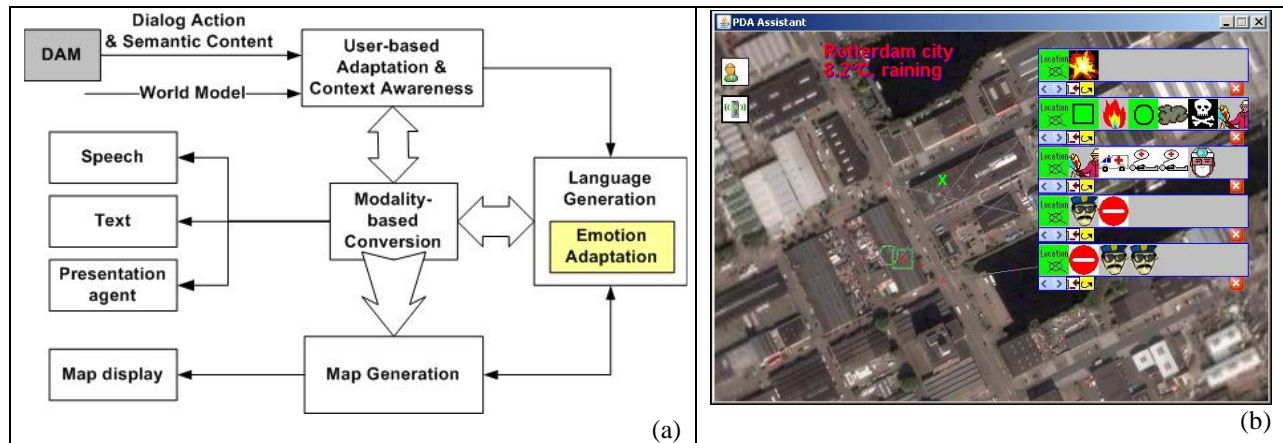 Dialog Action
& Semantic Content
DAM
World Model
User-based
Adaptation &
Context Awareness
Speech
Text
Presentation
agent
Map display
Modality-
based
Conversion
Language
Generation
Emotion
Adaptation
Map Generation
(a)
PDA Assistant
Rotterdam city
8.2°C, raining
Location
Location
Location
Location
Location
X
(b)